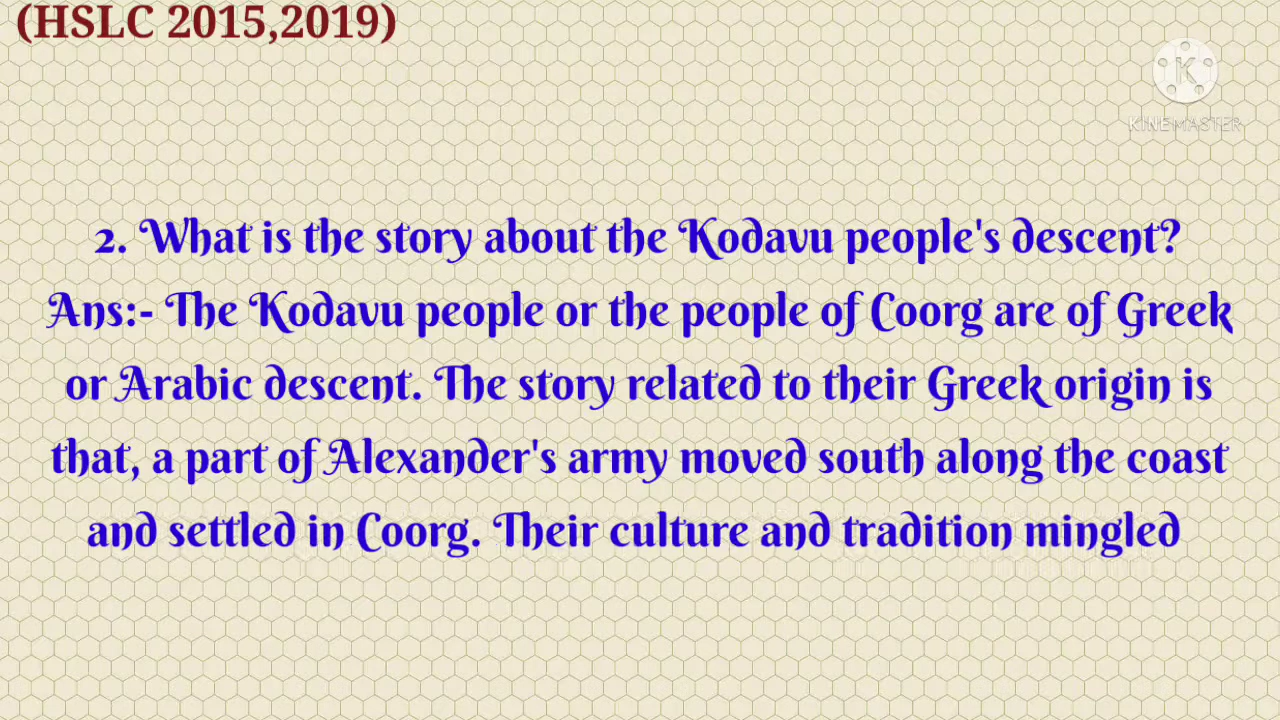 (HSLC 2015,2019)
K
KINEMASTER
2. What is the story about the Kodavu people's descent?
Ans:- The Kodavu people or the people of Coorg are of Greek
or Arabic descent. The story related to their Greek origin is
that, a part of Alexander's army moved south along the coast
and settled in Coorg. Their culture and tradition mingled